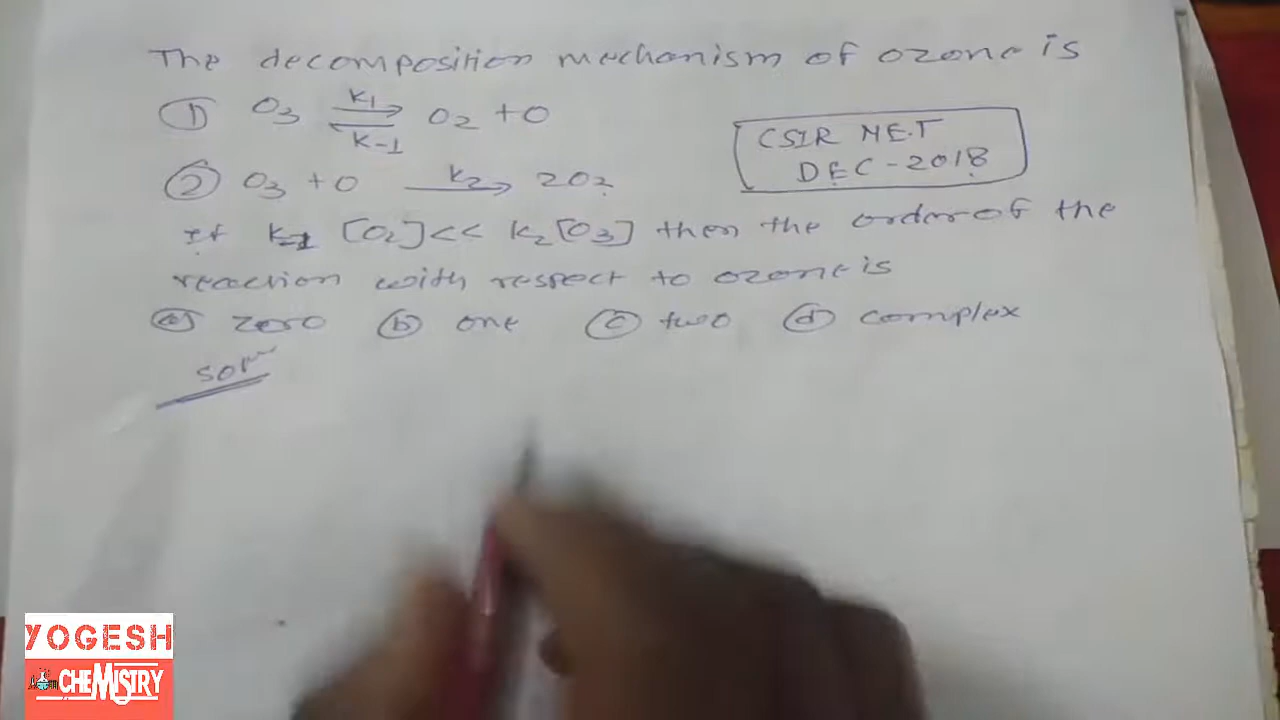 The decomposition mechanism of ozone is
① O3 ⇌ O2 + O
K1
K-1
CSIR NE.T
DEC-2018
② O3 + O → 2O2
K2
If K-1 [O2] << K2 [O3] then the order of the
reaction with respect to ozone is
ⓐ zero ⓑ one ⓒ two ⓓ complex
Soln
YOGESH
CHEMISTRY